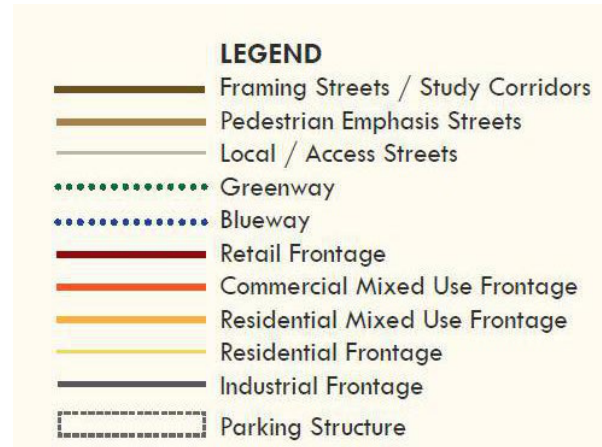 LEGEND
Framing Streets / Study Corridors
Pedestrian Emphasis Streets
Local / Access Streets
Greenway
Blueway
Retail Frontage
Commercial Mixed Use Frontage
Residential Mixed Use Frontage
Residential Frontage
Industrial Frontage
Parking Structure